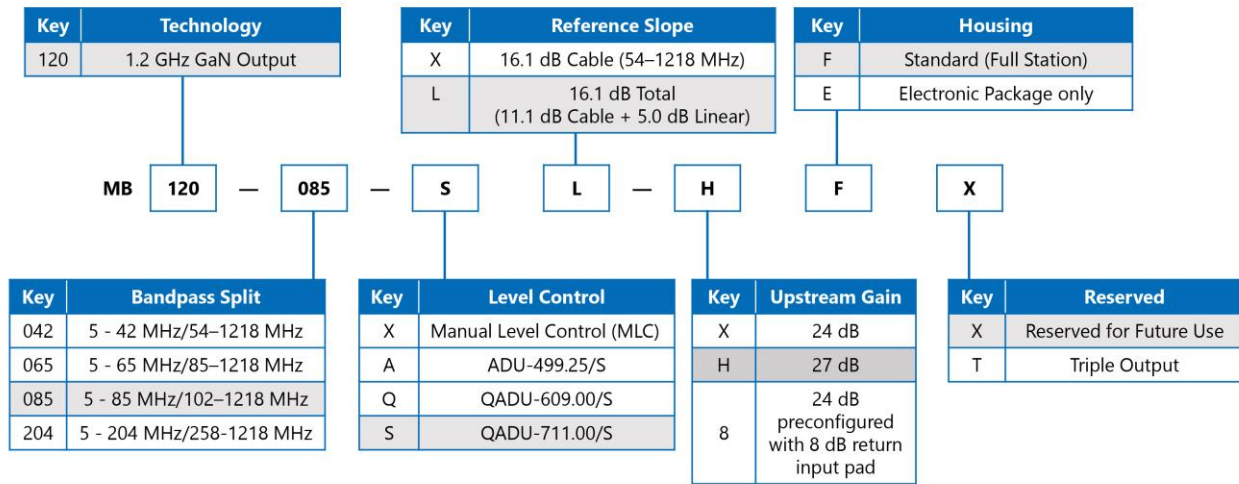 Key Technology
120 1.2 GHz GaN Output
Key Reference Slope
X 16.1 dB Cable (54–1218 MHz)
L 16.1 dB Total
(11.1 dB Cable + 5.0 dB Linear)
Key Housing
F Standard (Full Station)
E Electronic Package only
MB 120 — 085 — S L — H F X
Key Bandpass Split
042 5 - 42 MHz/54–1218 MHz
065 5 - 65 MHz/85–1218 MHz
085 5 - 85 MHz/102–1218 MHz
204 5 - 204 MHz/258-1218 MHz
Key Level Control
X Manual Level Control (MLC)
A ADU-499.25/S
Q QADU-609.00/S
S QADU-711.00/S
Key Upstream Gain
X 24 dB
H 27 dB
8 24 dB
preconfigured
with 8 dB return
input pad
Key Reserved
X Reserved for Future Use
T Triple Output